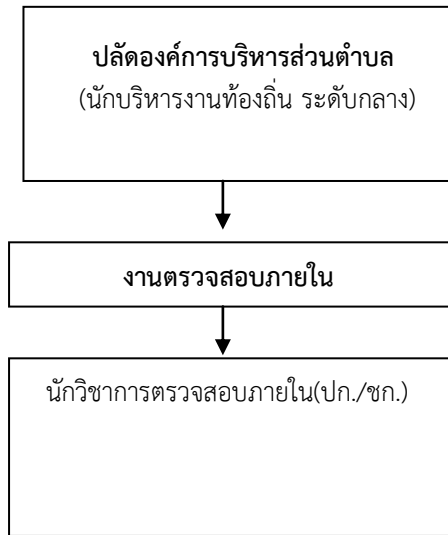 ปลัดองค์การบริหารส่วนตำบล
(นักบริหารงานท้องถิ่น ระดับกลาง)
งานตรวจสอบภายใน
นักวิชาการตรวจสอบภายใน(ปก./ชก.)